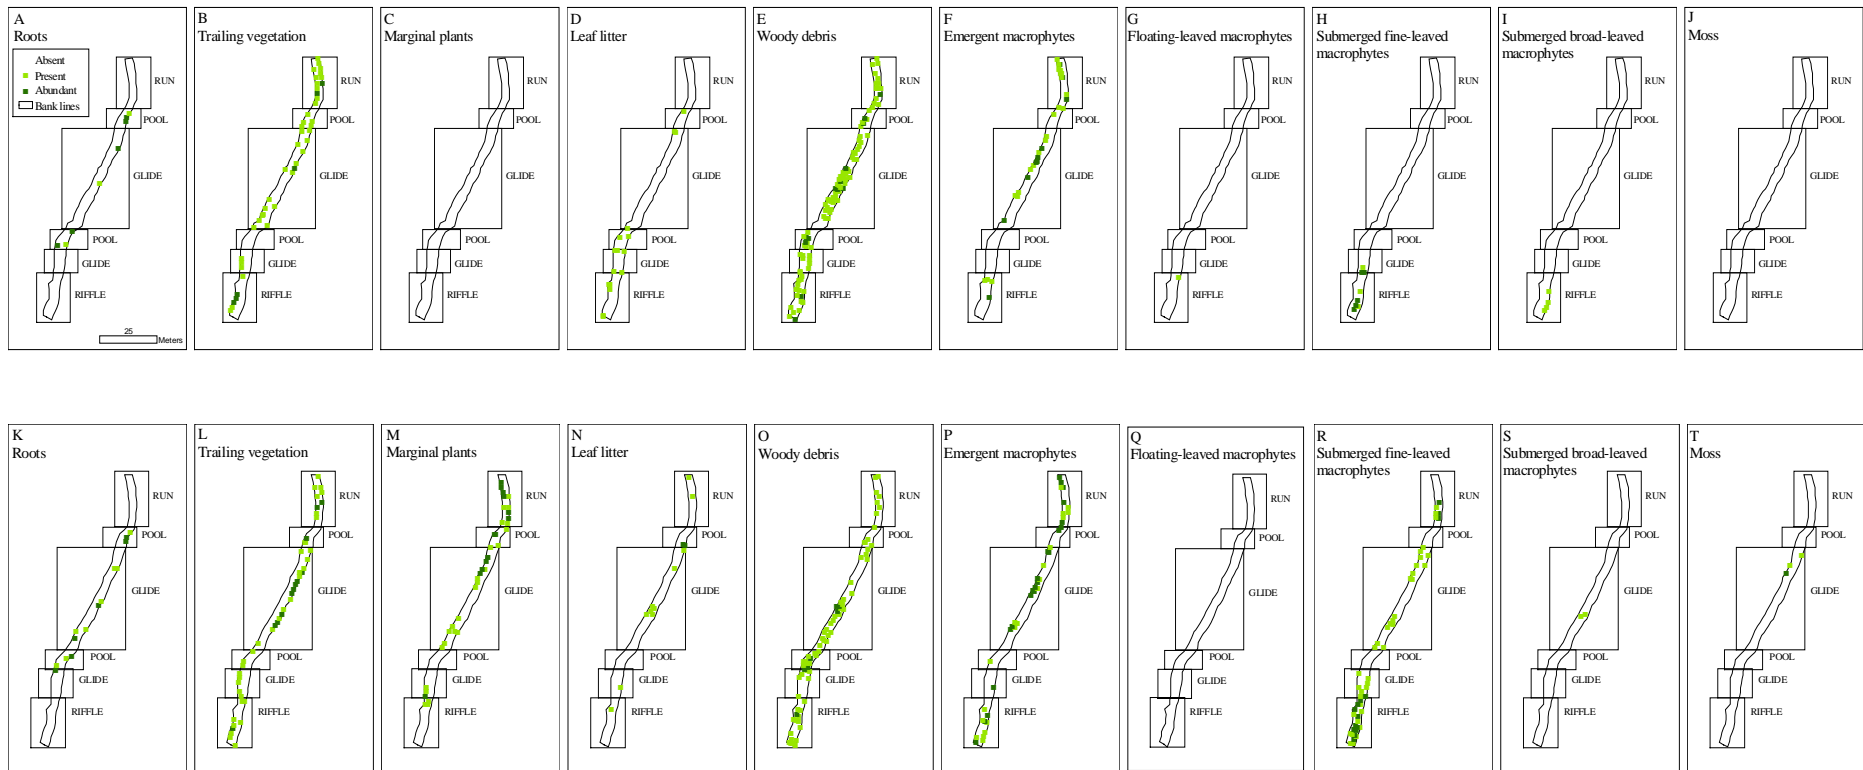 A
Roots
Absent
Present
Abundant
Bank lines
RUN
POOL
GLIDE
POOL
GLIDE
RIFFLE
25
Meters
B
Trailing vegetation
RUN
POOL
GLIDE
POOL
GLIDE
RIFFLE
C
Marginal plants
RUN
POOL
GLIDE
POOL
GLIDE
RIFFLE
D
Leaf litter
RUN
POOL
GLIDE
POOL
GLIDE
RIFFLE
E
Woody debris
RUN
POOL
GLIDE
POOL
GLIDE
RIFFLE
F
Emergent macrophytes
RUN
POOL
GLIDE
POOL
GLIDE
RIFFLE
G
Floating-leaved macrophytes
RUN
POOL
GLIDE
POOL
GLIDE
RIFFLE
H
Submerged fine-leaved
macrophytes
RUN
POOL
GLIDE
POOL
GLIDE
RIFFLE
I
Submerged broad-leaved
macrophytes
RUN
POOL
GLIDE
POOL
GLIDE
RIFFLE
J
Moss
RUN
POOL
GLIDE
POOL
GLIDE
RIFFLE
K
Roots
RUN
POOL
GLIDE
POOL
GLIDE
RIFFLE
L
Trailing vegetation
RUN
POOL
GLIDE
POOL
GLIDE
RIFFLE
M
Marginal plants
RUN
POOL
GLIDE
POOL
GLIDE
RIFFLE
N
Leaf litter
RUN
POOL
GLIDE
POOL
GLIDE
RIFFLE
O
Woody debris
RUN
POOL
GLIDE
POOL
GLIDE
RIFFLE
P
Emergent macrophytes
RUN
POOL
GLIDE
POOL
GLIDE
RIFFLE
Q
Floating-leaved macrophytes
RUN
POOL
GLIDE
POOL
GLIDE
RIFFLE
R
Submerged fine-leaved
macrophytes
RUN
POOL
GLIDE
POOL
GLIDE
RIFFLE
S
Submerged broad-leaved
macrophytes
RUN
POOL
GLIDE
POOL
GLIDE
RIFFLE
T
Moss
RUN
POOL
GLIDE
POOL
GLIDE
RIFFLE